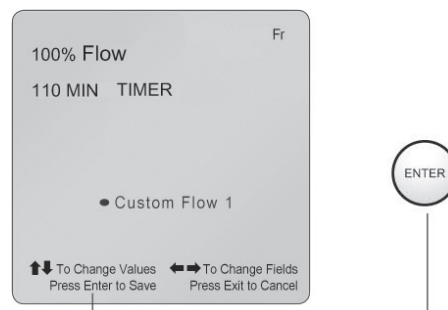 Fr
100% Flow
110 MIN TIMER
Custom Flow 1
⬆⬇ To Change Values ⬅➡ To Change Fields
Press Enter to Save Press Exit to Cancel
ENTER